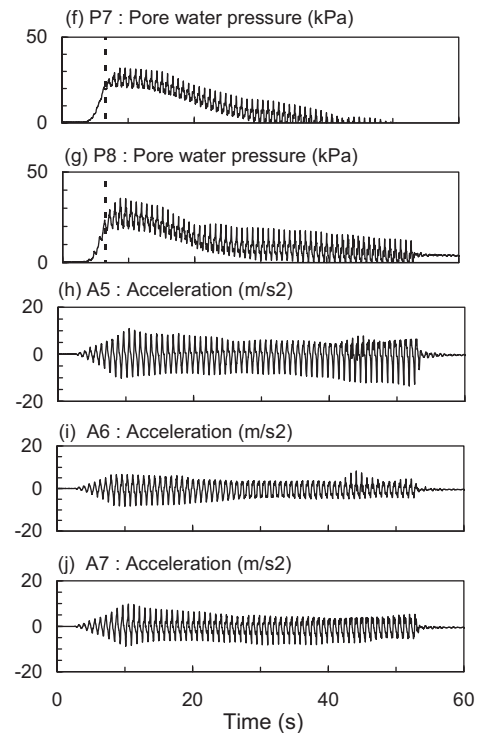 (f) P7 : Pore water pressure (kPa)
50
0
(g) P8 : Pore water pressure (kPa)
50
0
(h) A5 : Acceleration (m/s2)
20
0
-20
(i) A6 : Acceleration (m/s2)
20
0
-20
(j) A7 : Acceleration (m/s2)
20
0
-20
0 20 40 60
Time (s)